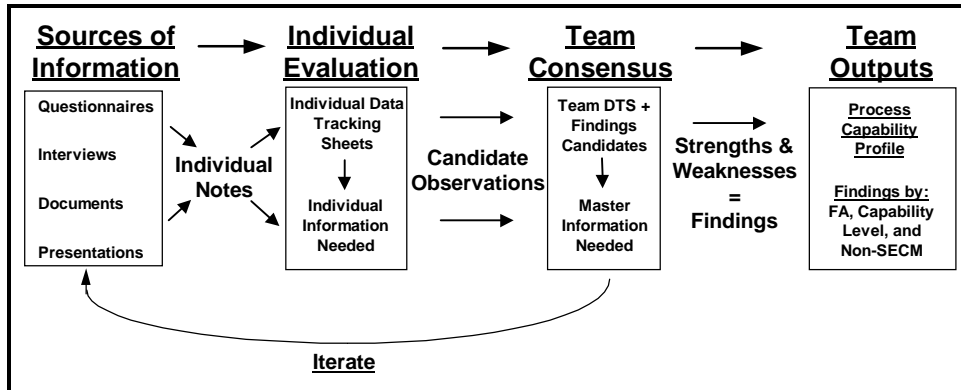 Sources of
Information
Individual
Evaluation
Team
Consensus
Team
Outputs
Questionnaires
Interviews
Documents
Presentations
Individual
Notes
Individual Data
Tracking
Sheets
Individual
Information
Needed
Candidate
Observations
Team DTS +
Findings
Candidates
Master
Information
Needed
Strengths &
Weaknesses
=
Findings
Process
Capability
Profile
Findings by:
FA, Capability
Level, and
Non-SECM
Iterate